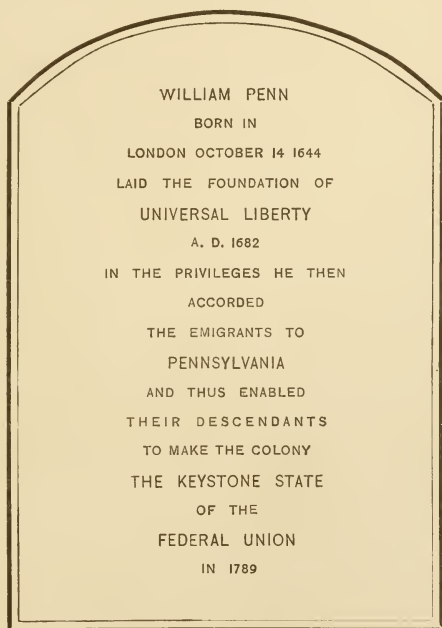 WILLIAM PENN
BORN IN
LONDON OCTOBER 14 1644
LAID THE FOUNDATION OF
UNIVERSAL LIBERTY
A. D. 1682
IN THE PRIVILEGES HE THEN
ACCORDED
THE EMIGRANTS TO
PENNSYLVANIA
AND THUS ENABLED
THEIR DESCENDANTS
TO MAKE THE COLONY
THE KEYSTONE STATE
OF THE
FEDERAL UNION
IN 1789